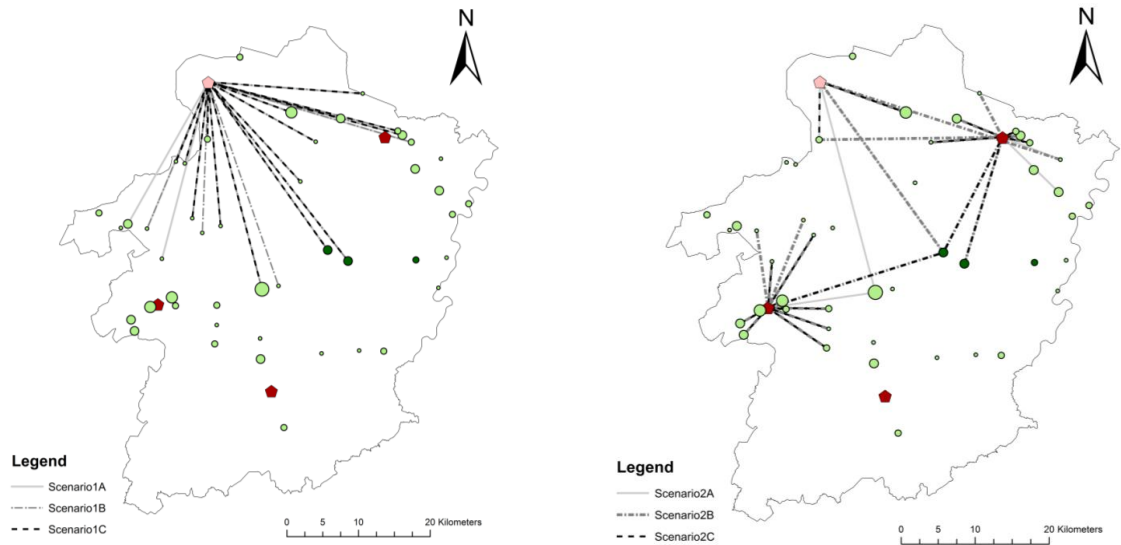 N
Legend
Scenario1A
Scenario1B
Scenario1C
0 5 10 20 Kilometers
N
Legend
Scenario2A
Scenario2B
Scenario2C
0 5 10 20 Kilometers